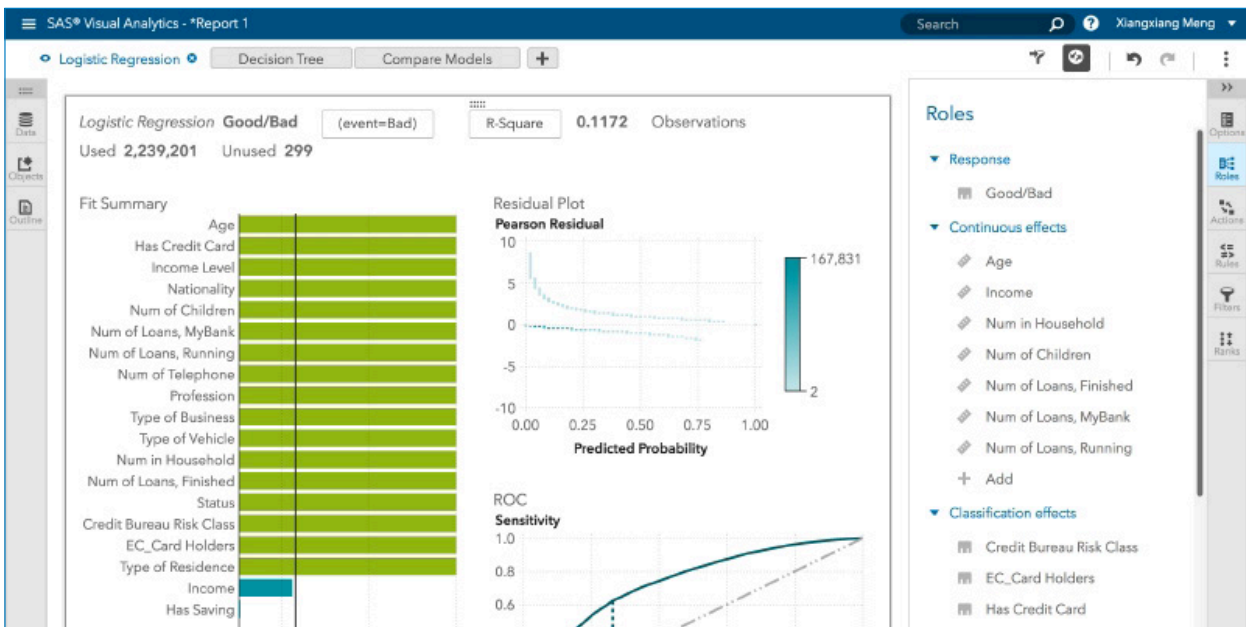 SAS® Visual Analytics - *Report 1
Search
Xiangxiang Meng
Logistic Regression
Decision Tree
Compare Models
Data
Objects
Outline
Logistic Regression Good/Bad (event=Bad) R-Square 0.1172 Observations
Used 2,239,201 Unused 299
Fit Summary
Age
Has Credit Card
Income Level
Nationality
Num of Children
Num of Loans, MyBank
Num of Loans, Running
Num of Telephone
Profession
Type of Business
Type of Vehicle
Num in Household
Num of Loans, Finished
Status
Credit Bureau Risk Class
EC_Card Holders
Type of Residence
Income
Has Saving
Residual Plot
Pearson Residual
10
5
0
-5
-10
0.00 0.25 0.50 0.75 1.00
Predicted Probability
167,831
2
ROC
Sensitivity
1.0
0.8
0.6
Roles
Response
Good/Bad
Continuous effects
Age
Income
Num in Household
Num of Children
Num of Loans, Finished
Num of Loans, MyBank
Num of Loans, Running
+ Add
Classification effects
Credit Bureau Risk Class
EC_Card Holders
Has Credit Card
Options
Roles
Actions
Rules
Filters
Ranks